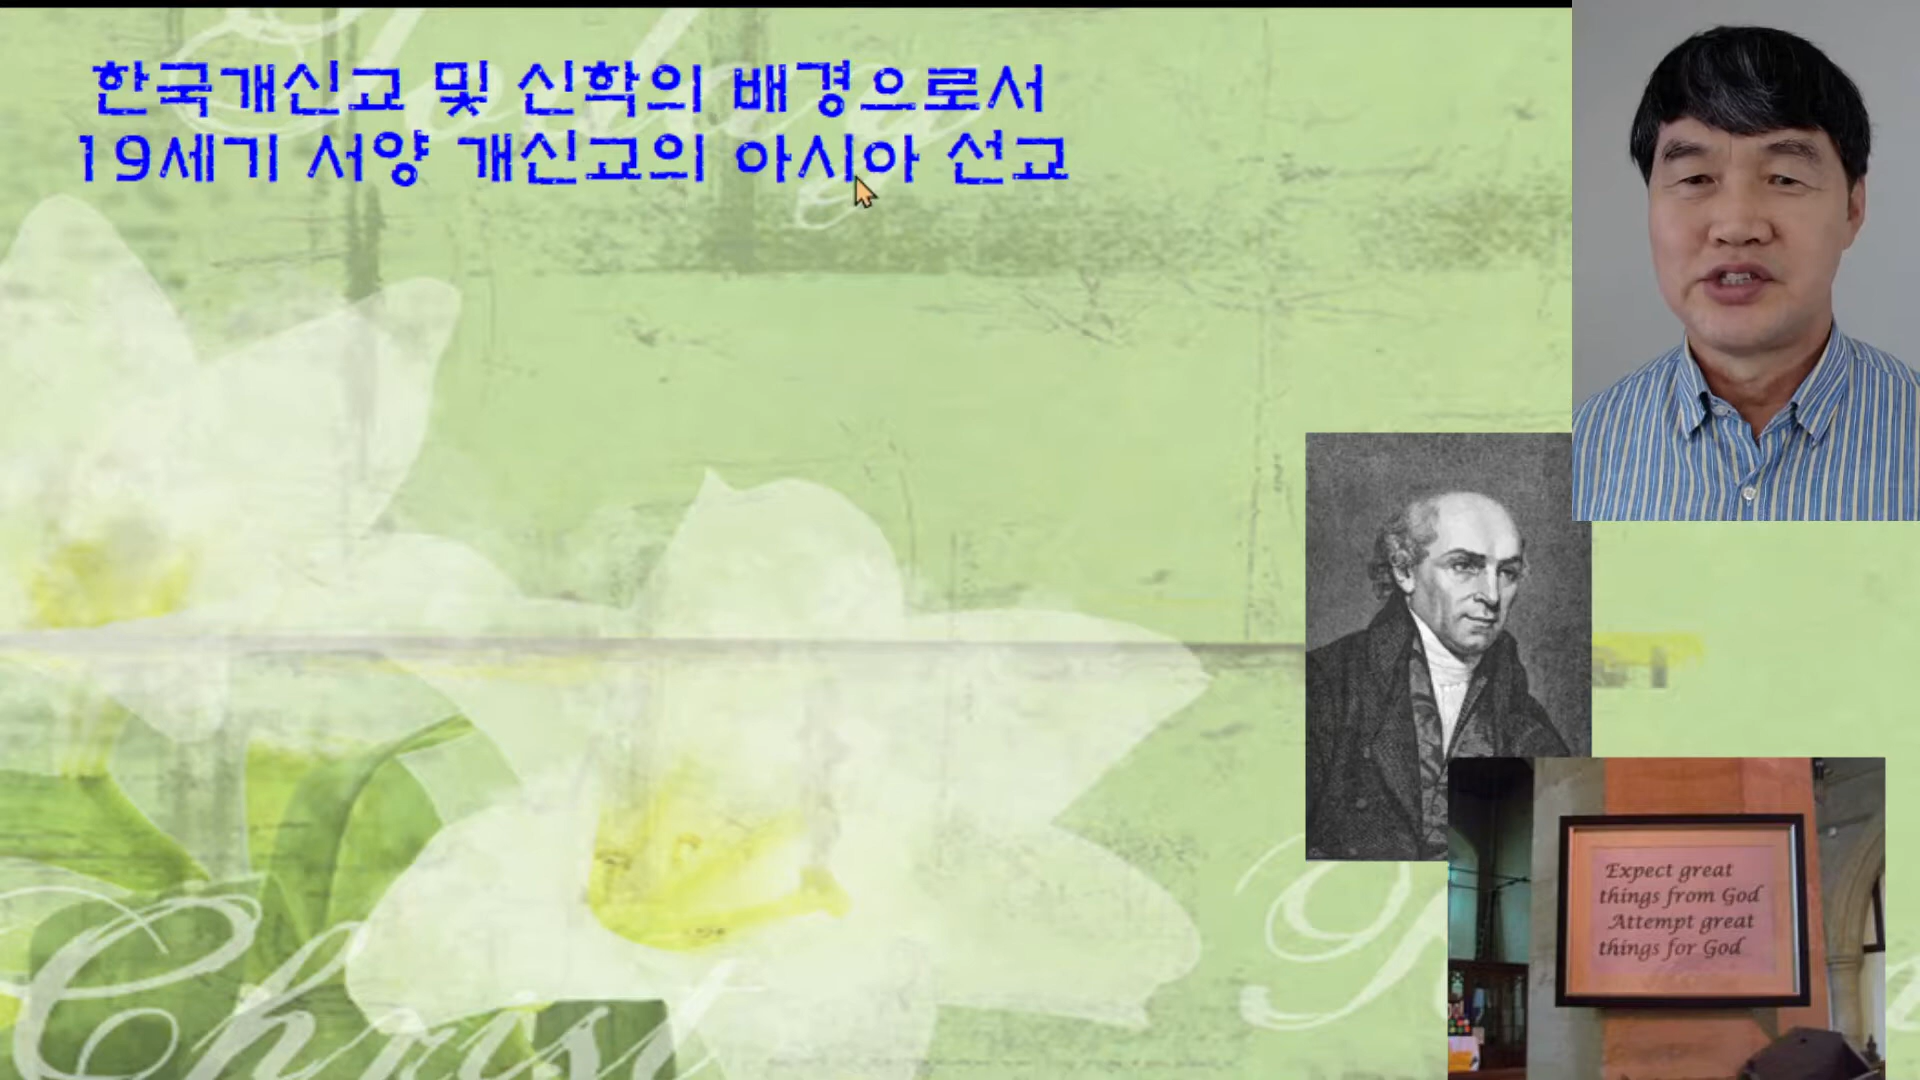 한국개신교 및 신학의 배경으로서
19세기 서양 개신교의 아시아 선교
Expect great
things from God
Attempt great
things for God
Christ